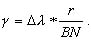 γ = Δλ * r / BN .